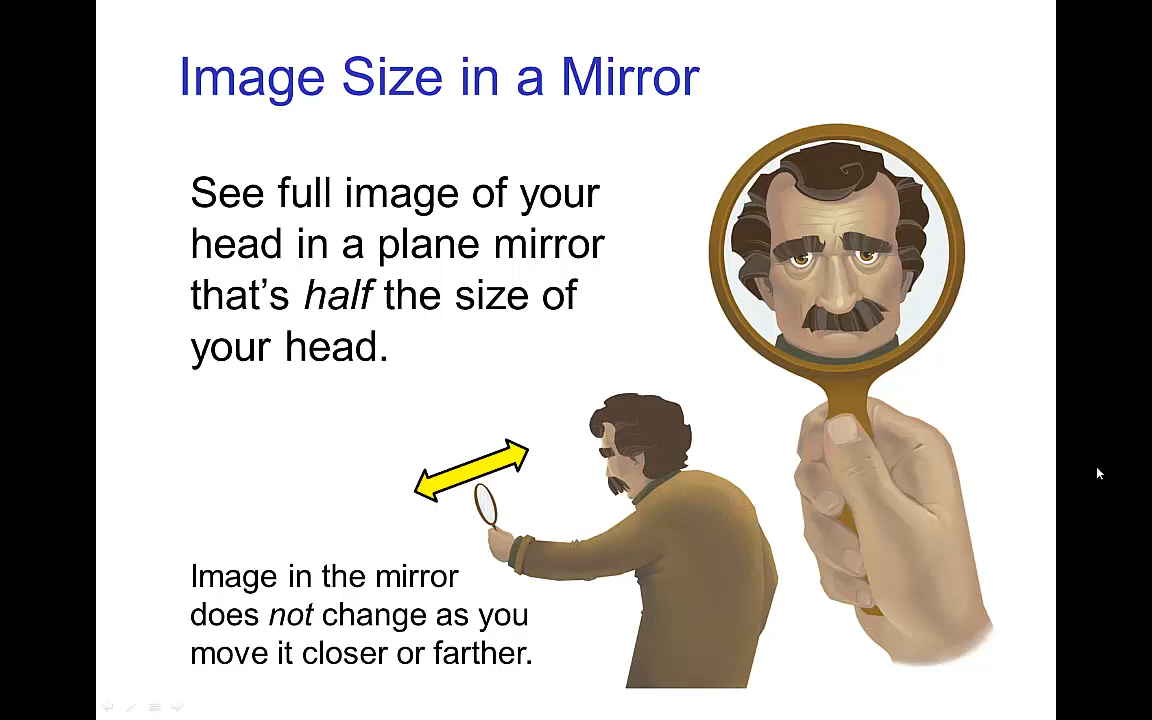 Image Size in a Mirror
See full image of your
head in a plane mirror
that’s half the size of
your head.
Image in the mirror
does not change as you
move it closer or farther.